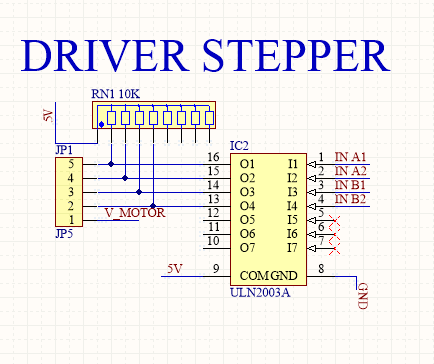 DRIVER STEPPER
RN1 10K
5V
IC2
JP1
5
4
3
2
1
JP5
V_MOTOR
16 O1 I1 1 IN A1
15 O2 I2 2 IN A2
14 O3 I3 3 IN B1
13 O4 I4 4 IN B2
12 O5 I5 5
11 O6 I6 6
10 O7 I7 7
5V 9 COM GND 8
GND
ULN2003A